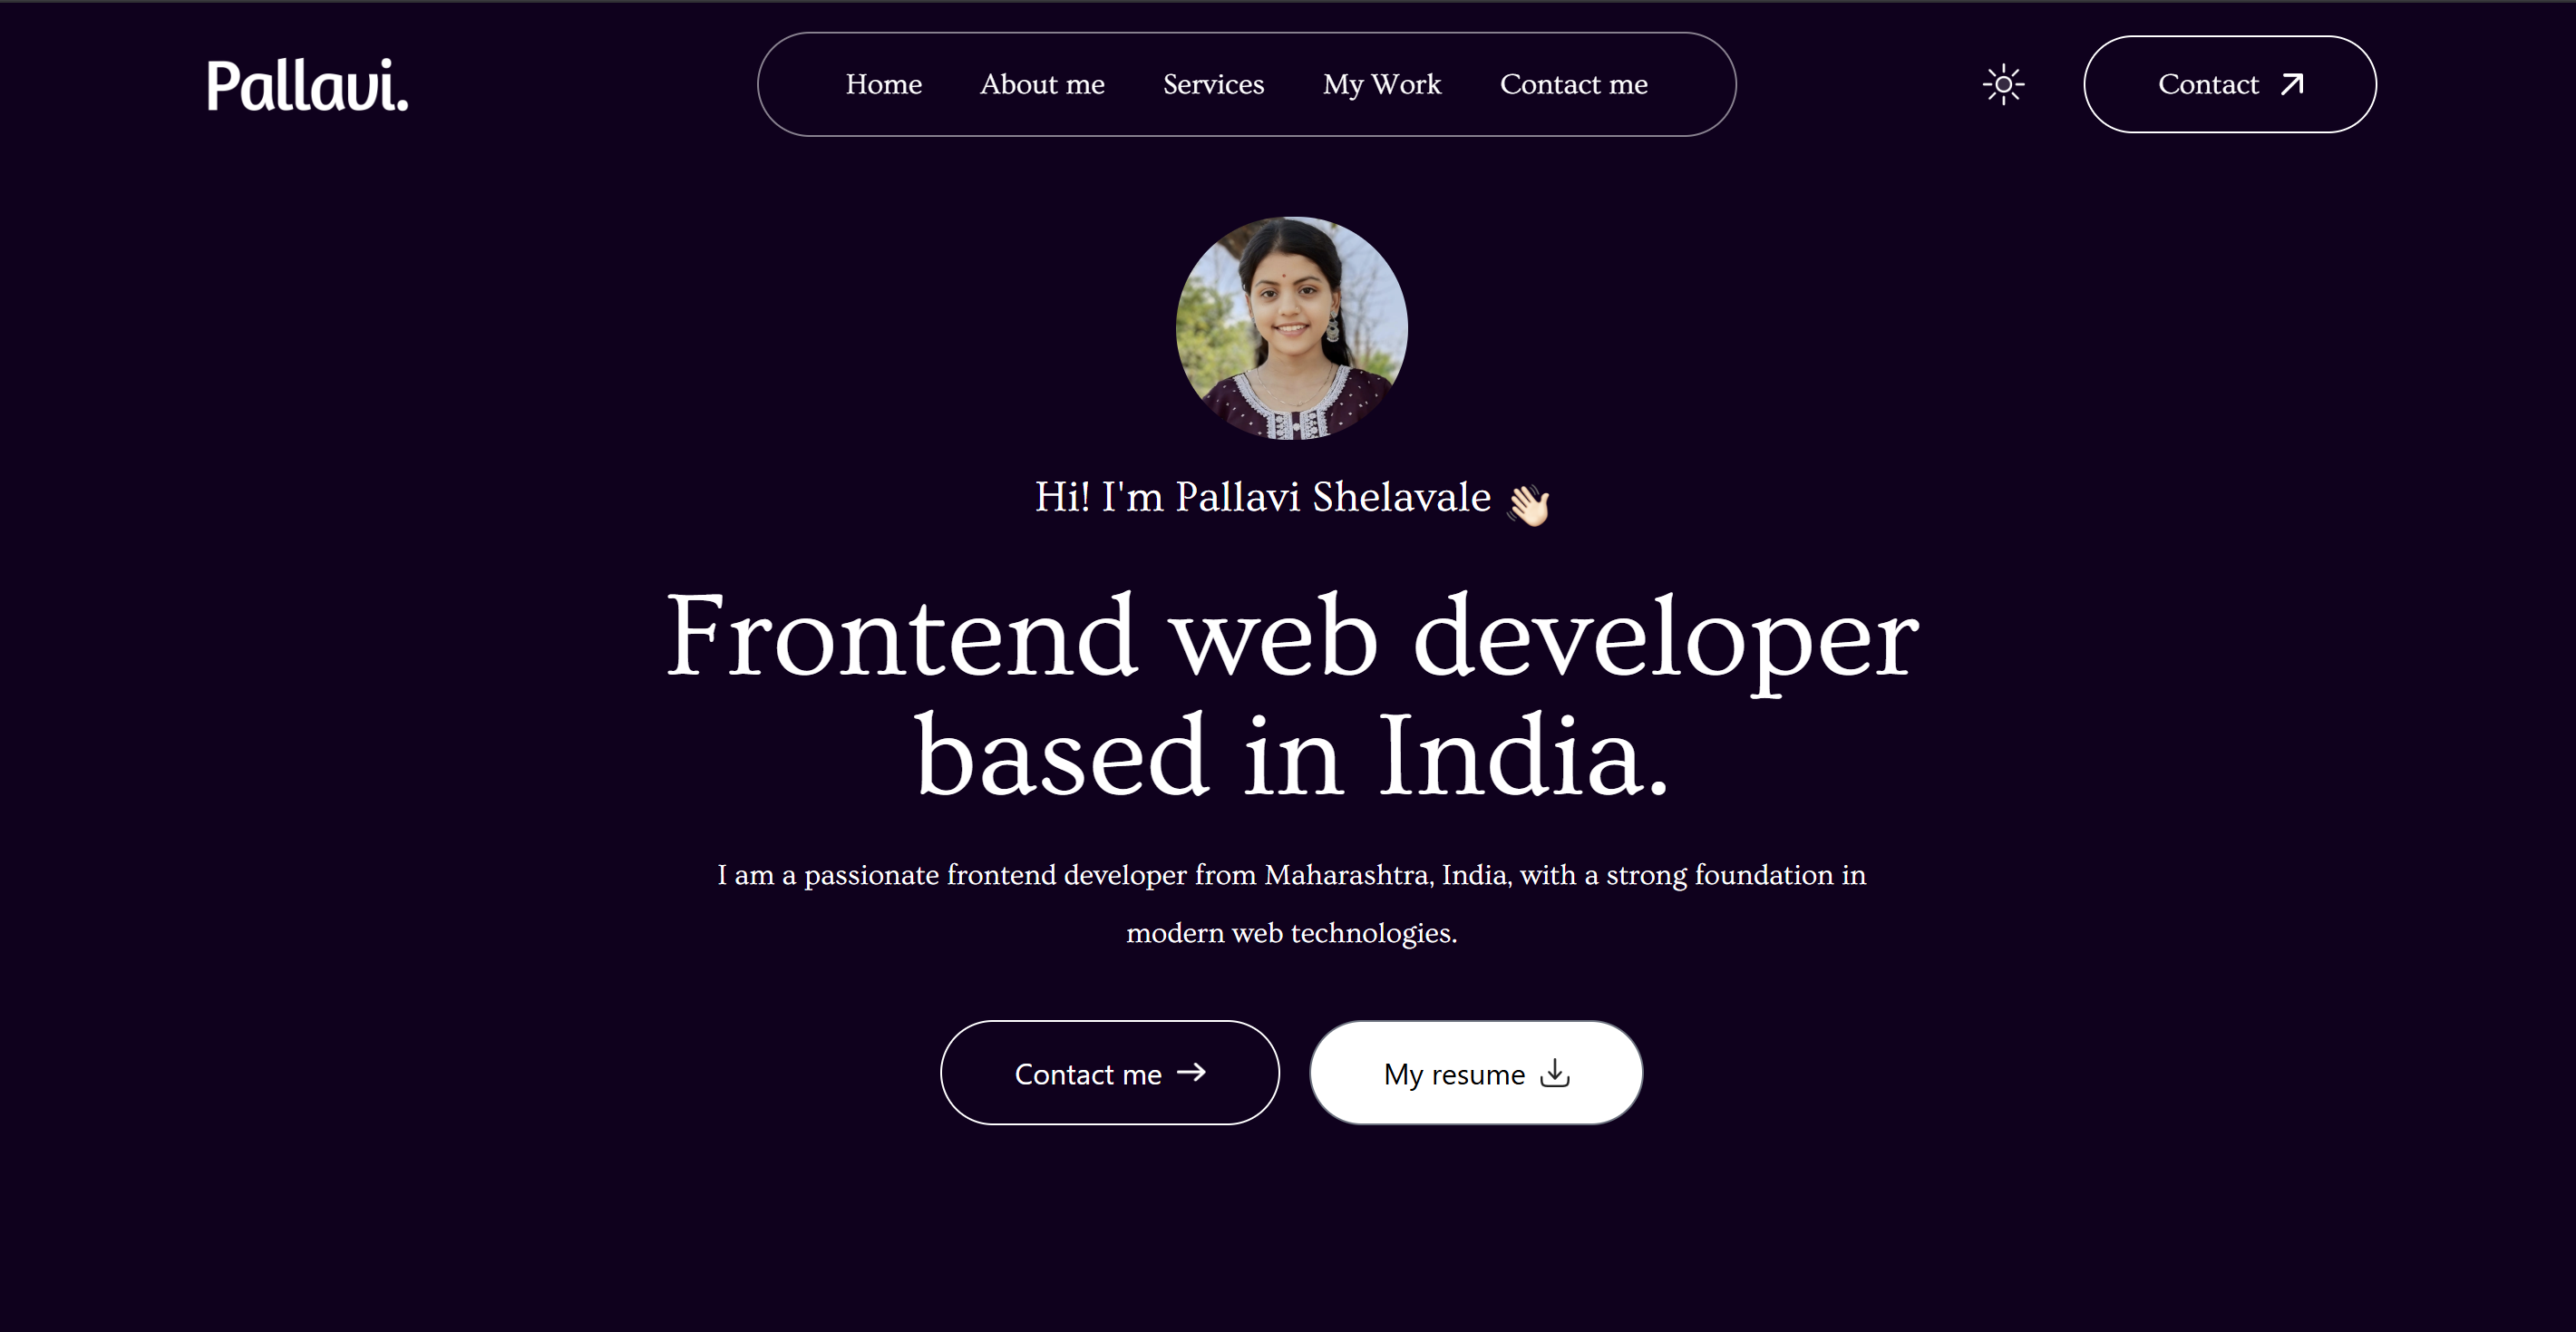 Pallavi.
Home About me Services My Work Contact me
Contact
Hi! I'm Pallavi Shelavale 👋🏻
Frontend web developer
based in India.
I am a passionate frontend developer from Maharashtra, India, with a strong foundation in
modern web technologies.
Contact me →
My resume